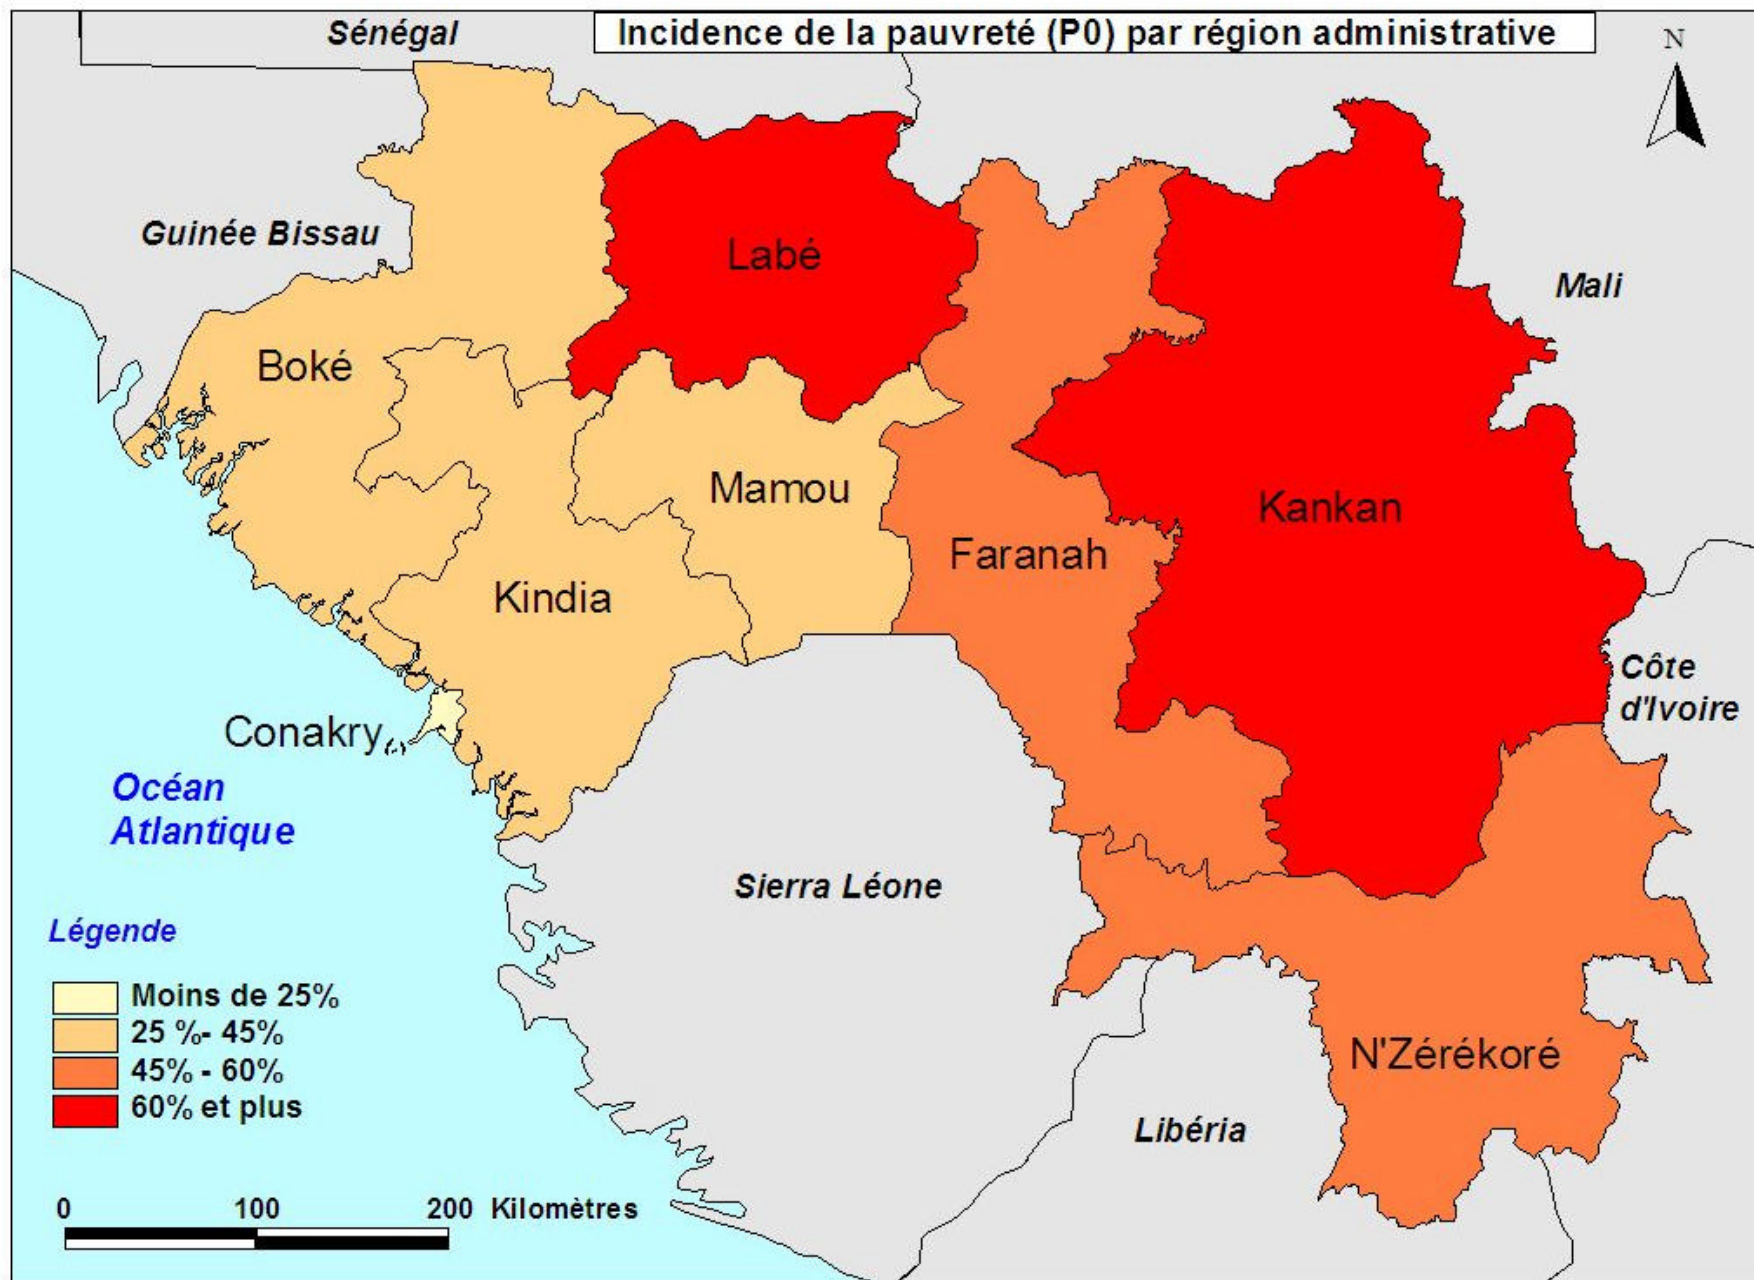 Sénégal
Incidence de la pauvreté (P0) par région administrative
N
Guinée Bissau
Labé
Mali
Boké
Mamou
Kankan
Faranah
Kindia
Côte
d'Ivoire
Conakry
Océan
Atlantique
Sierra Léone
Légende
Moins de 25%
25 %- 45%
45% - 60%
60% et plus
N'Zérékoré
Libéria
0 100 200 Kilomètres